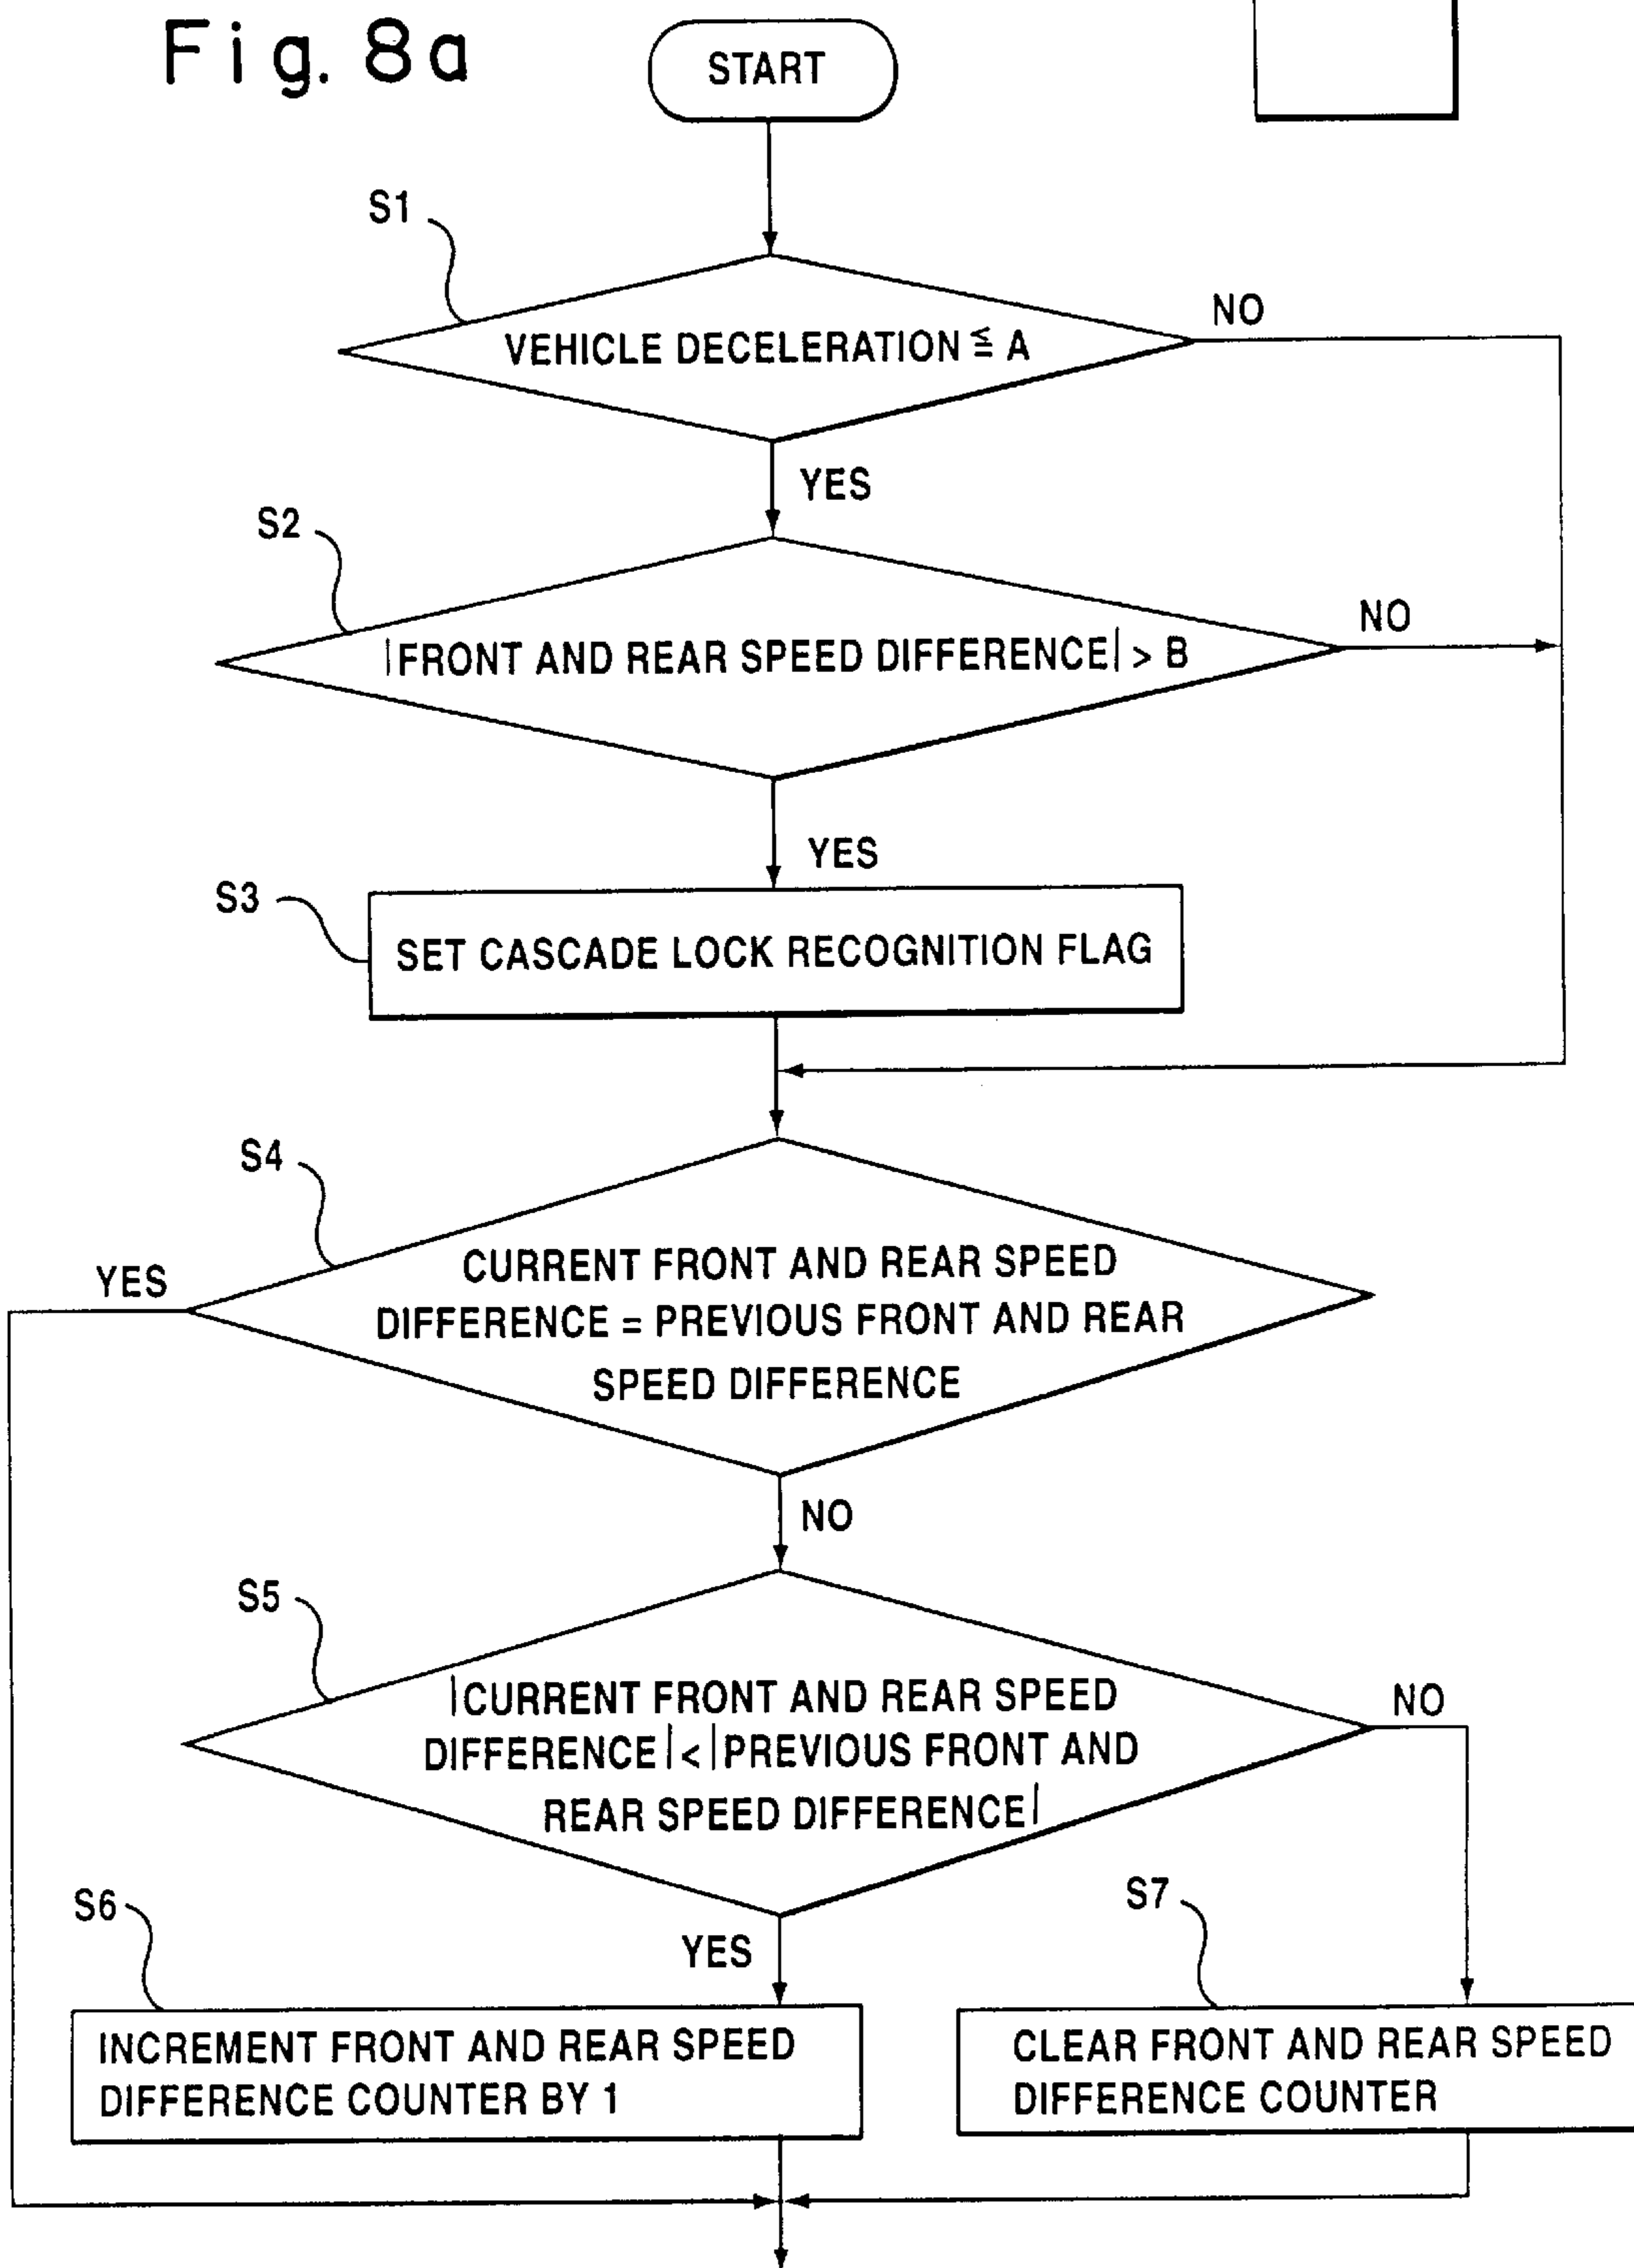 Fig. 8a
START
S1
VEHICLE DECELERATION ≦ A
NO
YES
S2
|FRONT AND REAR SPEED DIFFERENCE| > B
NO
YES
S3
SET CASCADE LOCK RECOGNITION FLAG
S4
YES
CURRENT FRONT AND REAR SPEED
DIFFERENCE = PREVIOUS FRONT AND REAR
SPEED DIFFERENCE
NO
S5
|CURRENT FRONT AND REAR SPEED
DIFFERENCE| < |PREVIOUS FRONT AND
REAR SPEED DIFFERENCE|
NO
YES
S6
INCREMENT FRONT AND REAR SPEED
DIFFERENCE COUNTER BY 1
S7
CLEAR FRONT AND REAR SPEED
DIFFERENCE COUNTER